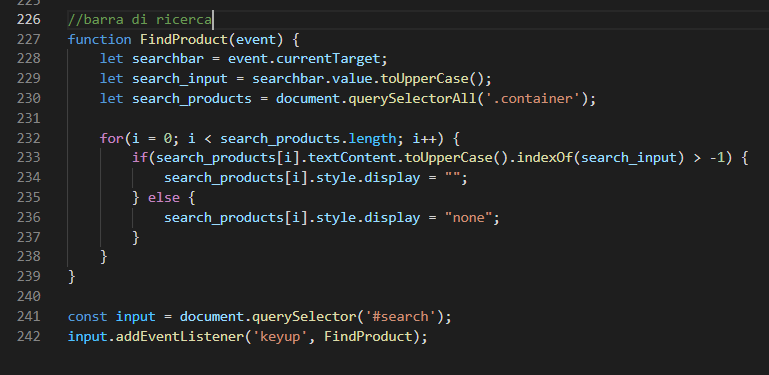 225
226 //barra di ricerca
227 function FindProduct(event) {
228 let searchbar = event.currentTarget;
229 let search_input = searchbar.value.toUpperCase();
230 let search_products = document.querySelectorAll('.container');
231
232 for(i = 0; i < search_products.length; i++) {
233 if(search_products[i].textContent.toUpperCase().indexOf(search_input) > -1) {
234 search_products[i].style.display = "";
235 } else {
236 search_products[i].style.display = "none";
237 }
238 }
239 }
240
241 const input = document.querySelector('#search');
242 input.addEventListener('keyup', FindProduct);